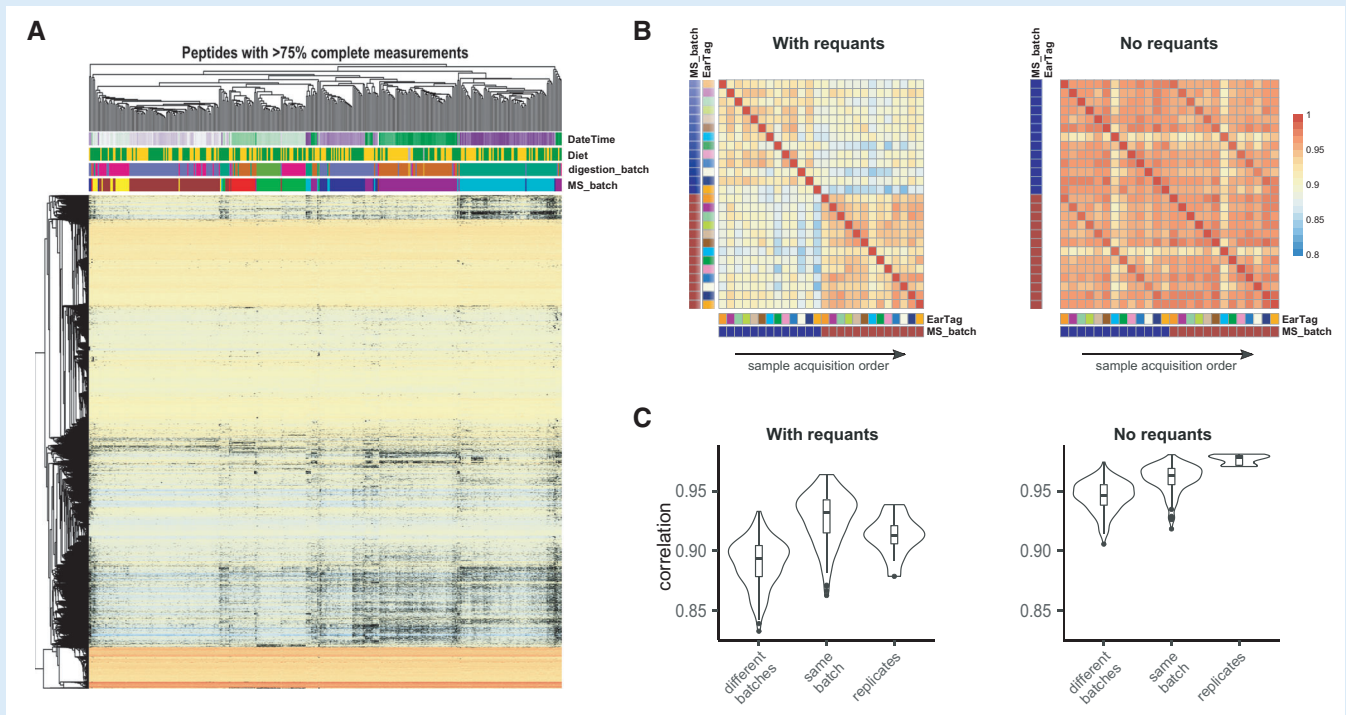 A
Peptides with >75% complete measurements
DateTime
Diet
digestion_batch
MS_batch
B
With requants
MS_batch
EarTag
EarTag
MS_batch
sample acquisition order
No requants
MS_batch
EarTag
1
0.95
0.9
0.85
0.8
EarTag
MS_batch
sample acquisition order
C
With requants
correlation
0.95
0.90
0.85
different
batches
same
batch
replicates
No requants
0.95
0.90
0.85
different
batches
same
batch
replicates